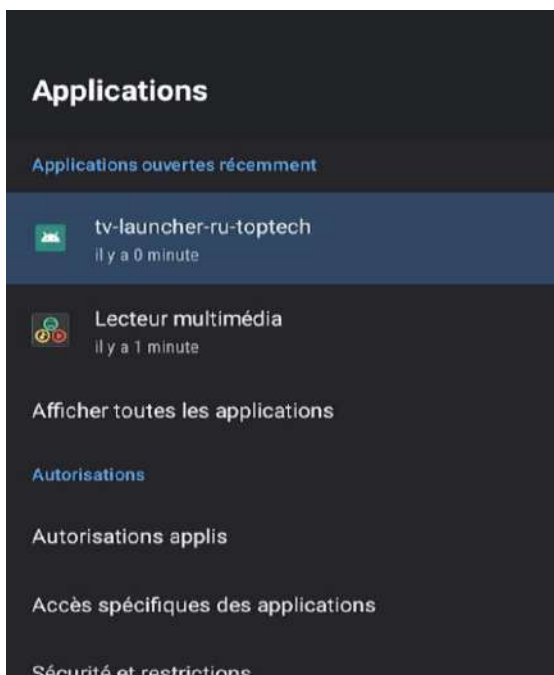 Applications
Applications ouvertes récemment
tv-launcher-ru-toptech
il y a 0 minute
Lecteur multimédia
il y a 1 minute
Afficher toutes les applications
Autorisations
Autorisations applis
Accès spécifiques des applications
Sécurité et restrictions